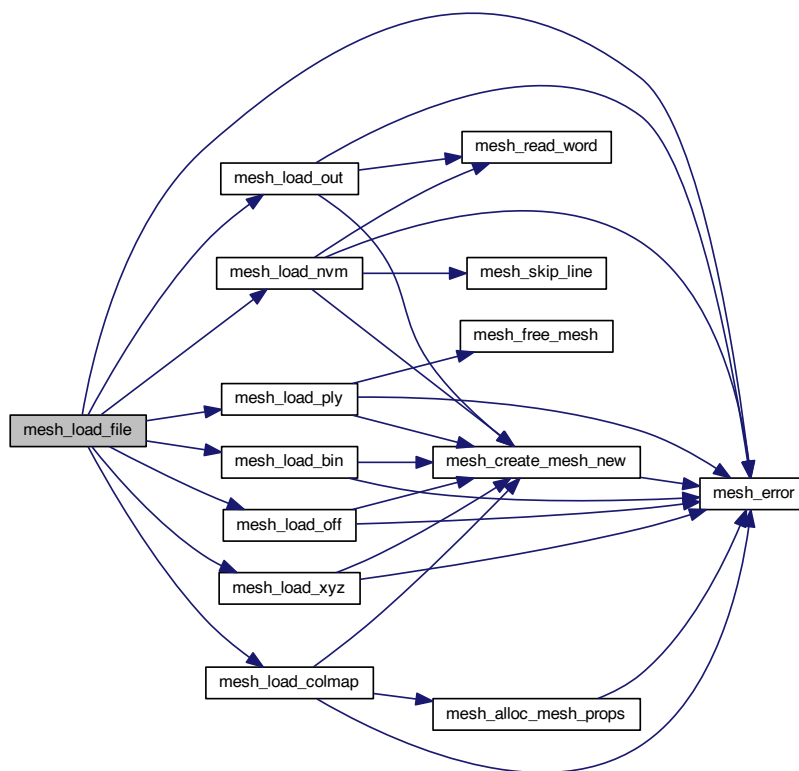 mesh_load_file
mesh_load_out
mesh_load_nvm
mesh_load_ply
mesh_load_bin
mesh_load_off
mesh_load_xyz
mesh_load_colmap
mesh_read_word
mesh_skip_line
mesh_free_mesh
mesh_create_mesh_new
mesh_alloc_mesh_props
mesh_error